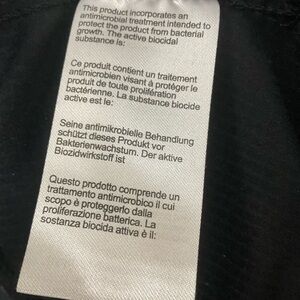 This product incorporates an
antimicrobial treatment intended to
protect the product from bacterial
growth. The active biocidal
substance is:
Ce produit contient un traitement
antimicrobien visant à protéger le
produit de toute prolifération
bactérienne. La substance biocide
active est le:
Seine antimikrobielle Behandlung
schützt dieses Produkt vor
Bakterienwachstum. Der aktive
Biozidwirkstoff ist
Questo prodotto comprende un
trattamento antimicrobico il cui
scopo è proteggerlo dalla
proliferazione batterica. La
sostanza biocida attiva è il: